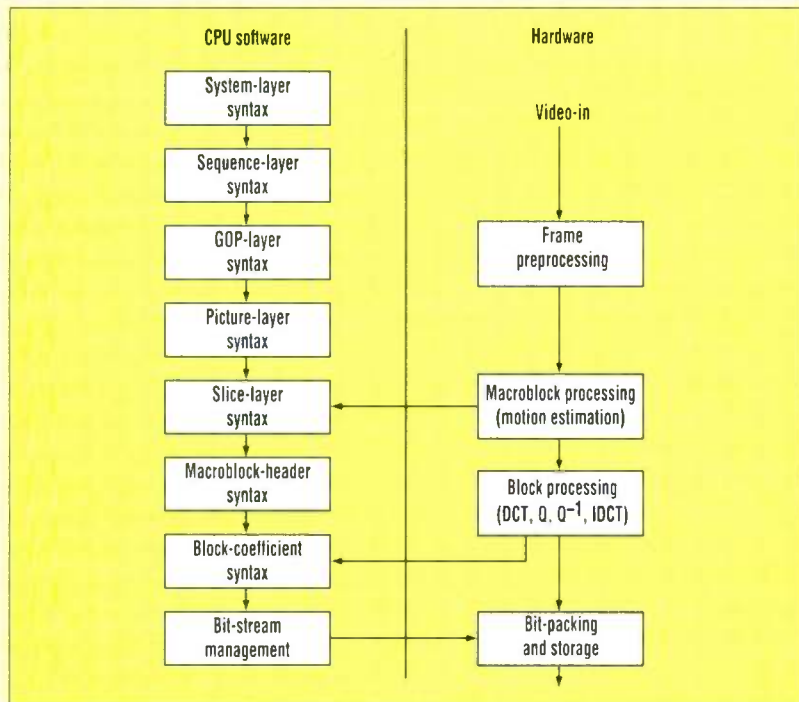 CPU software
Hardware
System-layer
syntax
Video-in
Sequence-layer
syntax
Frame
preprocessing
GOP-layer
syntax
Picture-layer
syntax
Macroblock processing
(motion estimation)
Slice-layer
syntax
Macroblock-header
syntax
Block processing
(DCT, Q, Q⁻¹, IDCT)
Block-coefficient
syntax
Bit-stream
management
Bit-packing
and storage